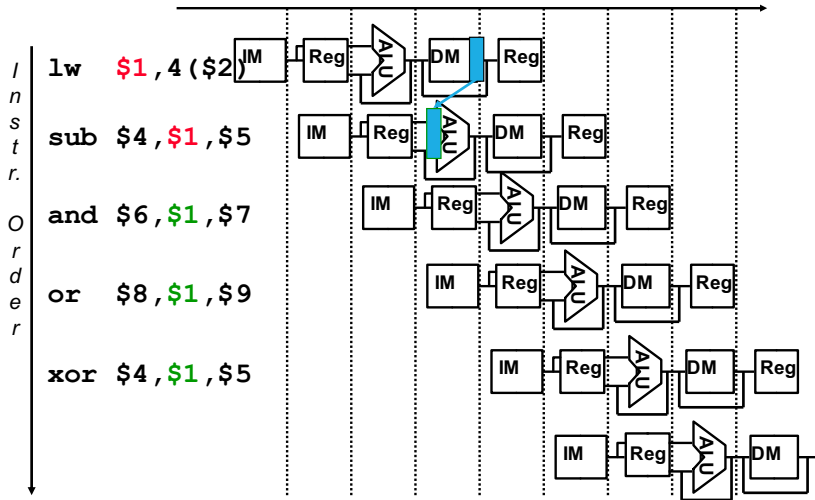 Instr. Order
lw $1,4($2) IM Reg ALU DM Reg
sub $4,$1,$5 IM Reg ALU DM Reg
and $6,$1,$7 IM Reg ALU DM Reg
or $8,$1,$9 IM Reg ALU DM Reg
xor $4,$1,$5 IM Reg ALU DM Reg
IM Reg ALU DM